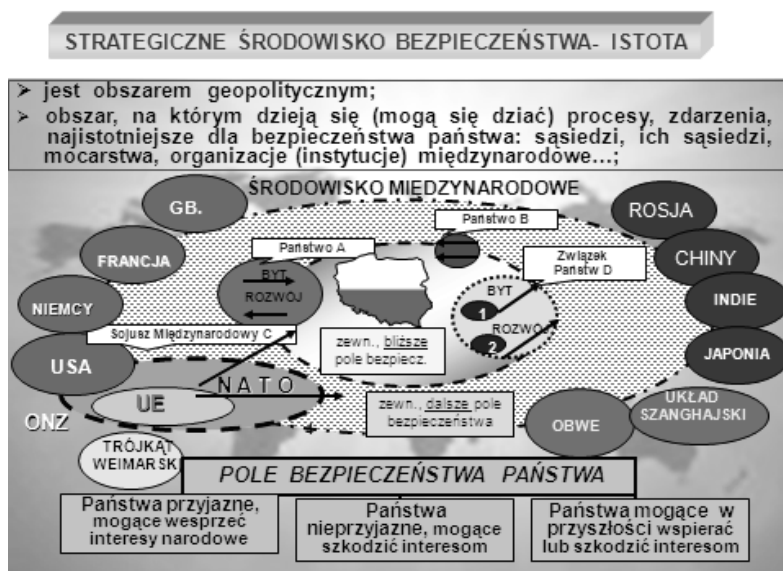 STRATEGICZNE ŚRODOWISKO BEZPIECZEŃSTWA- ISTOTA
➢ jest obszarem geopolitycznym;
➢ obszar, na którym dzieją się (mogą się dziać) procesy, zdarzenia,
najistotniejsze dla bezpieczeństwa państwa: sąsiedzi, ich sąsiedzi,
mocarstwa, organizacje (instytucje) międzynarodowe...;
ŚRODOWISKO MIĘDZYNARODOWE
GB.
FRANCJA
NIEMCY
USA
ONZ
Państwo A
BYT
ROZWÓJ
Państwo B
Związek
Państw D
BYT
1
ROZWÓ
2
Sojusz Międzynarodowy C
NATO
UE
TRÓJKĄT
WEIMARSK
zewn., bliższe
pole bezpiecz.
zewn., dalsze pole
bezpieczeństwa
ROSJA
CHINY
INDIE
JAPONIA
UKŁAD
SZANGHAJSKI
OBWE
POLE BEZPIECZEŃSTWA PAŃSTWA
Państwa przyjazne,
mogące wesprzeć
interesy narodowe
Państwa
nieprzyjazne, mogące
szkodzić interesom
Państwa mogące w
przyszłości wspierać
lub szkodzić interesom